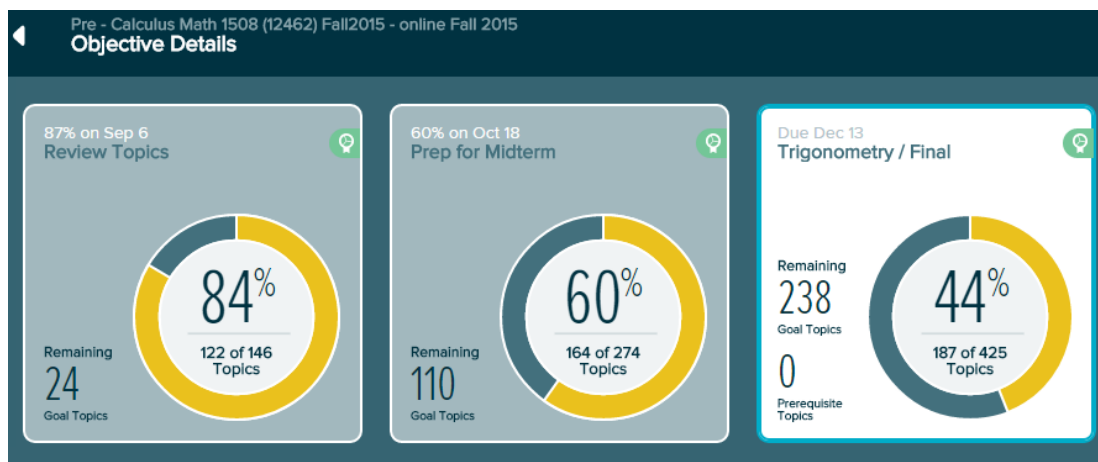 Pre - Calculus Math 1508 (12462) Fall2015 - online Fall 2015
Objective Details
87% on Sep 6
Review Topics
84%
122 of 146
Topics
Remaining
24
Goal Topics
60% on Oct 18
Prep for Midterm
60%
164 of 274
Topics
Remaining
110
Goal Topics
Due Dec 13
Trigonometry / Final
Remaining
238
Goal Topics
0
Prerequisite
Topics
44%
187 of 425
Topics